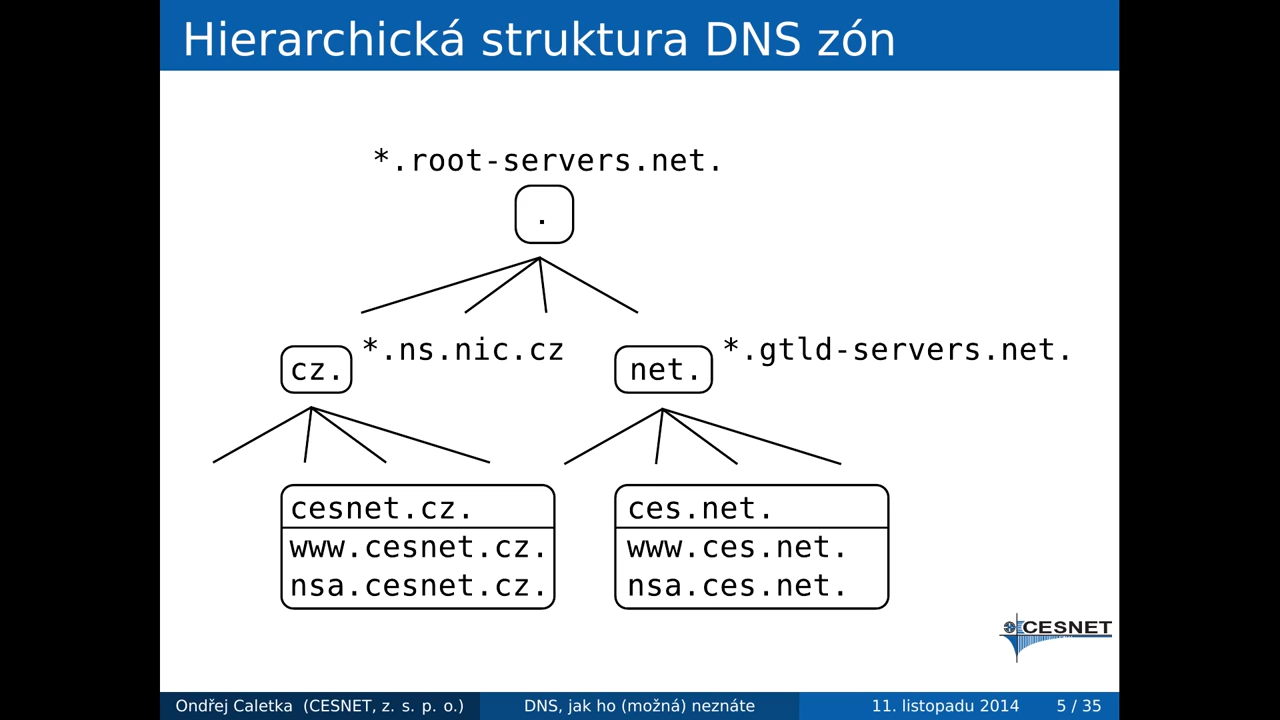 Hierarchická struktura DNS zón
*.root-servers.net.
.
cz.
*.ns.nic.cz
net.
*.gtld-servers.net.
cesnet.cz.
www.cesnet.cz.
nsa.cesnet.cz.
ces.net.
www.ces.net.
nsa.ces.net.
CESNET
Ondřej Caletka (CESNET, z. s. p. o.)
DNS, jak ho (možná) neznáte
11. listopadu 2014
5 / 35